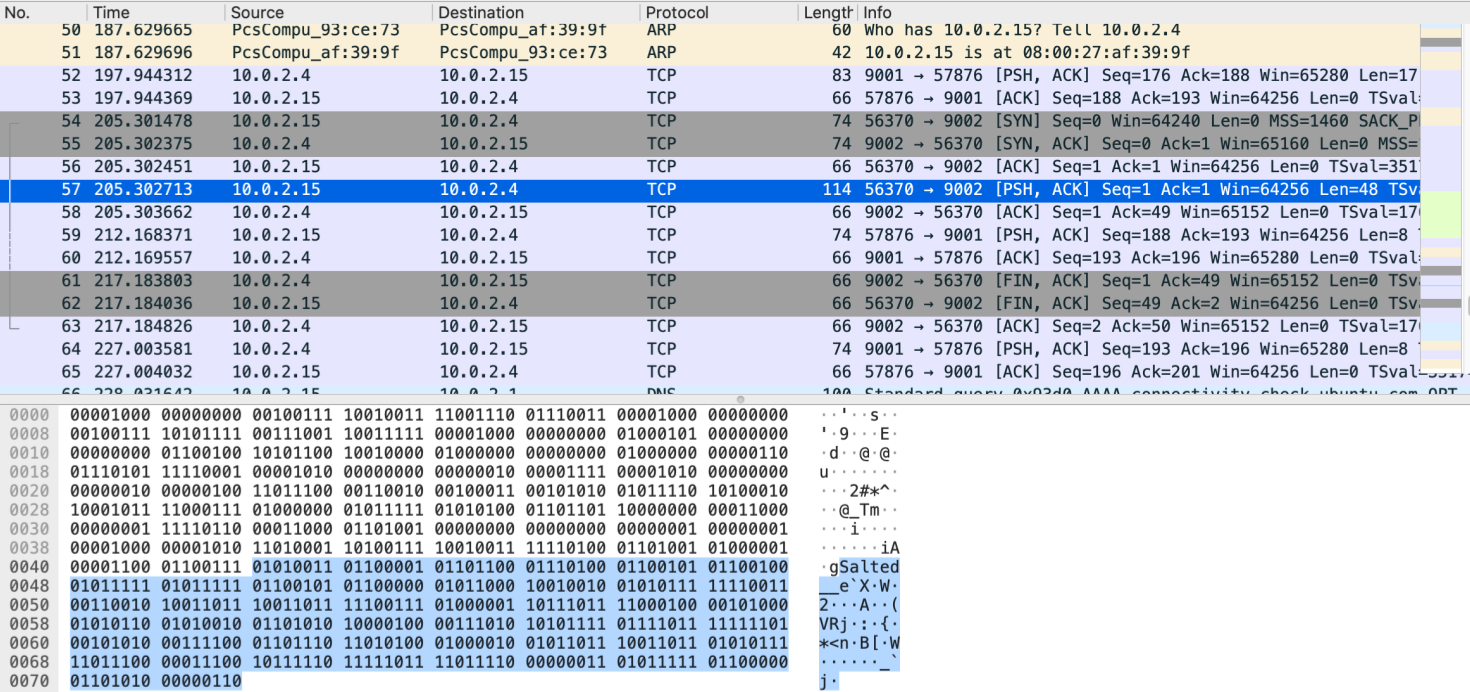 No. Time Source Destination Protocol Length Info
50 187.629665 PcsCompu_93:ce:73 PcsCompu_af:39:9f ARP 60 Who has 10.0.2.15? Tell 10.0.2.4
51 187.629696 PcsCompu_af:39:9f PcsCompu_93:ce:73 ARP 42 10.0.2.15 is at 08:00:27:af:39:9f
52 197.944312 10.0.2.4 10.0.2.15 TCP 83 9001 → 57876 [PSH, ACK] Seq=176 Ack=188 Win=65280 Len=17
53 197.944369 10.0.2.15 10.0.2.4 TCP 66 57876 → 9001 [ACK] Seq=188 Ack=193 Win=64256 Len=0 TSval
54 205.301478 10.0.2.15 10.0.2.4 TCP 74 56370 → 9002 [SYN] Seq=0 Win=64240 Len=0 MSS=1460 SACK_P
55 205.302375 10.0.2.4 10.0.2.15 TCP 74 9002 → 56370 [SYN, ACK] Seq=0 Ack=1 Win=65160 Len=0 MSS=
56 205.302451 10.0.2.15 10.0.2.4 TCP 66 56370 → 9002 [ACK] Seq=1 Ack=1 Win=64256 Len=0 TSval=351
57 205.302713 10.0.2.15 10.0.2.4 TCP 114 56370 → 9002 [PSH, ACK] Seq=1 Ack=1 Win=64256 Len=48 TSv
58 205.303662 10.0.2.4 10.0.2.15 TCP 66 9002 → 56370 [ACK] Seq=1 Ack=49 Win=65152 Len=0 TSval=17
59 212.168371 10.0.2.15 10.0.2.4 TCP 74 57876 → 9001 [PSH, ACK] Seq=188 Ack=193 Win=64256 Len=8
60 212.169557 10.0.2.4 10.0.2.15 TCP 66 9001 → 57876 [ACK] Seq=193 Ack=196 Win=65280 Len=0 TSval
61 217.183803 10.0.2.4 10.0.2.15 TCP 66 9002 → 56370 [FIN, ACK] Seq=1 Ack=49 Win=65152 Len=0 TSv
62 217.184036 10.0.2.15 10.0.2.4 TCP 66 56370 → 9002 [FIN, ACK] Seq=49 Ack=2 Win=64256 Len=0 TSv
63 217.184826 10.0.2.4 10.0.2.15 TCP 66 9002 → 56370 [ACK] Seq=2 Ack=50 Win=65152 Len=0 TSval=17
64 227.003581 10.0.2.4 10.0.2.15 TCP 74 9001 → 57876 [PSH, ACK] Seq=193 Ack=196 Win=65280 Len=8
65 227.004032 10.0.2.15 10.0.2.4 TCP 66 57876 → 9001 [ACK] Seq=196 Ack=201 Win=64256 Len=0
66 228.031642 10.0.2.15 10.0.2.1 DNS 100 Standard query 0x93d0 AAAA connectivity-check.ubuntu.com OPT
0000 00001000 00000000 00100111 10010011 11001110 01110011 00001000 00000000 ··'··s··
0008 00100111 10101111 00111001 10011111 00001000 00000000 01000101 00000000 '·9···E·
0010 00000000 01100100 10101100 10010000 01000000 00000000 01000000 00000110 ·d··@·@·
0018 01110101 11110001 00001010 00000000 00000010 00001111 00001010 00000000 u·······
0020 00000010 00000100 11011100 00110010 00100011 00101010 01011110 10100010 ···2#*^·
0028 10001011 11000111 01000000 01011111 01010100 01101101 10000000 00011000 ··@_Tm··
0030 00000001 11110110 00011000 01101001 00000000 00000000 00000001 00000001 ···i····
0038 00001000 00001010 11010001 10100111 10010011 11110100 01101001 01000001 ······iA
0040 00001100 01100111 01010011 01100001 01101100 01110100 01100101 01100100 ·gSalted
0048 01011111 01011111 01100101 01100000 01011000 10010010 01010111 11110011 __e`X·W·
0050 00110010 10011011 10011011 11100111 01000001 10111011 11000100 00101000 2···A··(
0058 01010110 01010010 01101010 10000100 00111010 10101111 01111011 11111101 VRj·:·{·
0060 00101010 00111100 01101110 11010100 01000010 01011011 10011011 01010111 *<n·B[·W
0068 11011100 00011100 10111110 11111011 11011110 00000011 01011111 01100000 ······_`
0070 01101010 00000110 j·